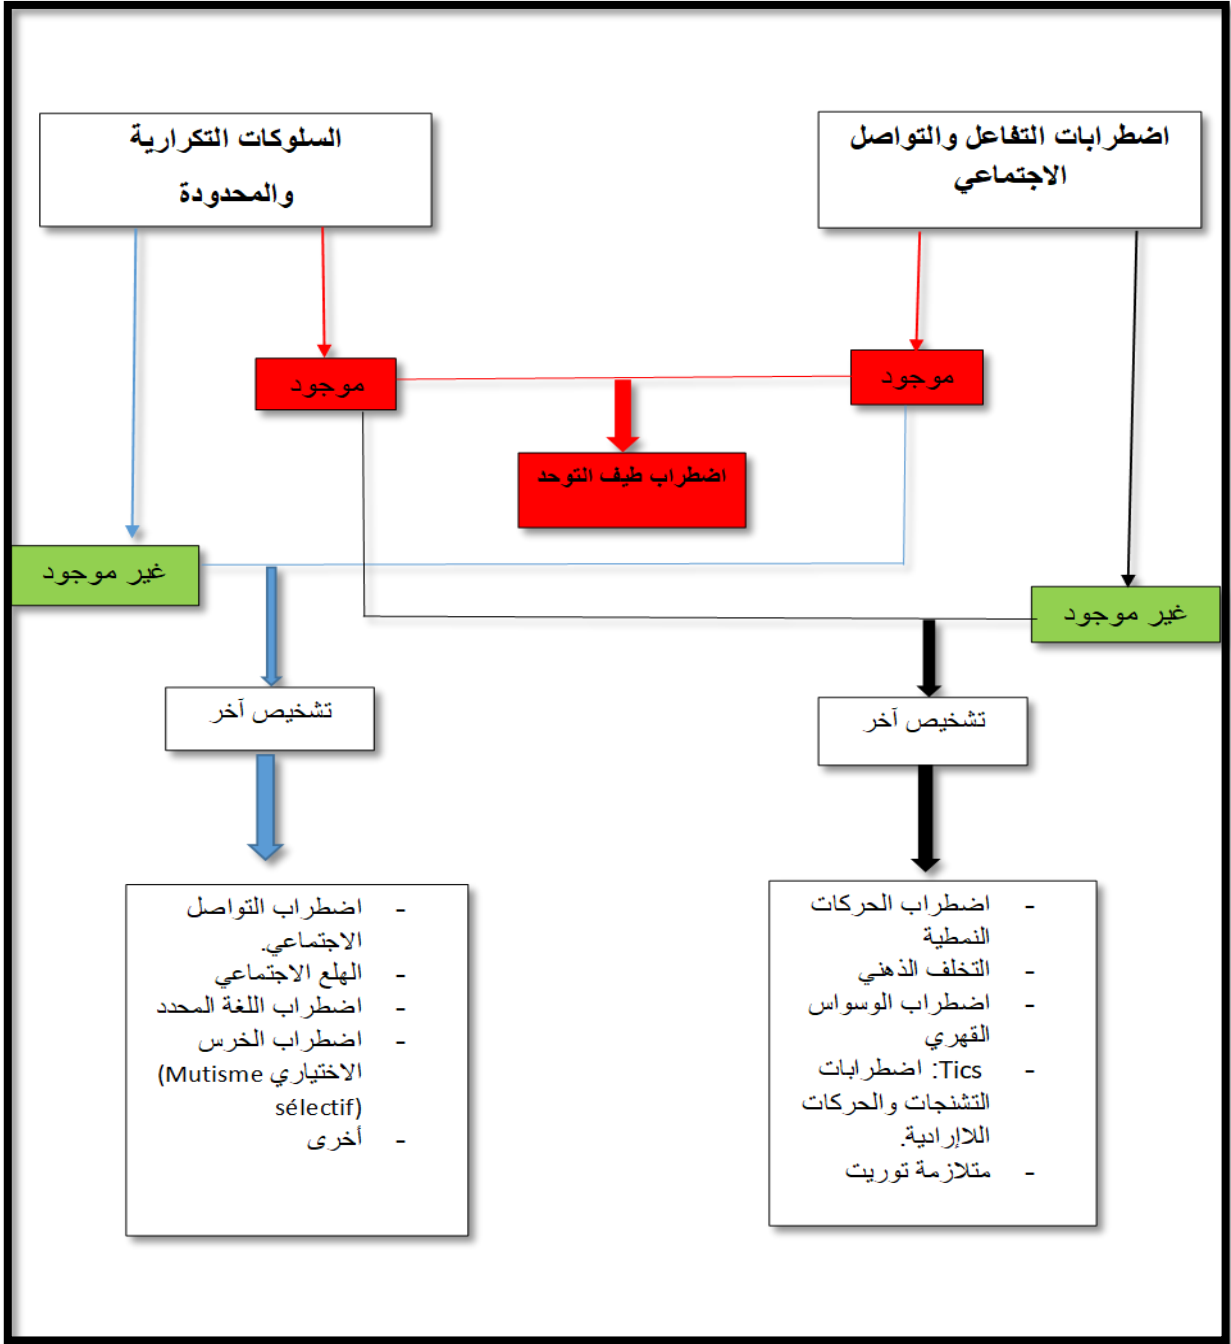 اضطرابات التفاعل والتواصل
الاجتماعي
السلوكات التكرارية
والمحدودة
موجود
موجود
اضطراب طيف التوحد
غير موجود
غير موجود
تشخيص آخر
تشخيص آخر
- اضطراب الحركات
النمطية
- التخلف الذهني
- اضطراب الوسواس
القهري
- Tics: اضطرابات
التشنجات والحركات
اللاإرادية.
- متلازمة توريت
- اضطراب التواصل
الاجتماعي.
- الهلع الاجتماعي
- اضطراب اللغة المحدد
- اضطراب الخرس
الاختياري (Mutisme
sélectif)
- أخرى